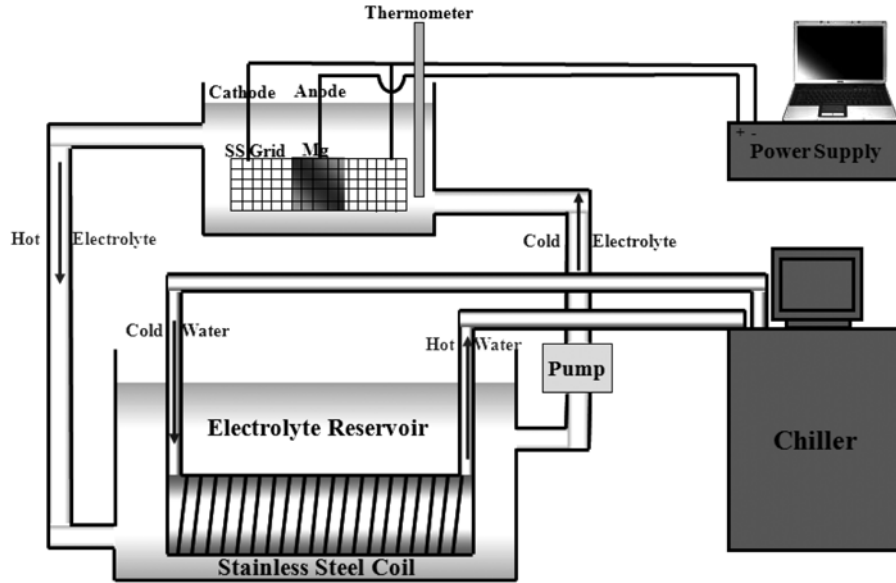 Thermometer
Cathode Anode
SS Grid Mg
+ -
Power Supply
Hot Electrolyte
Cold Electrolyte
Cold Water
Hot Water
Pump
Electrolyte Reservoir
Chiller
Stainless Steel Coil